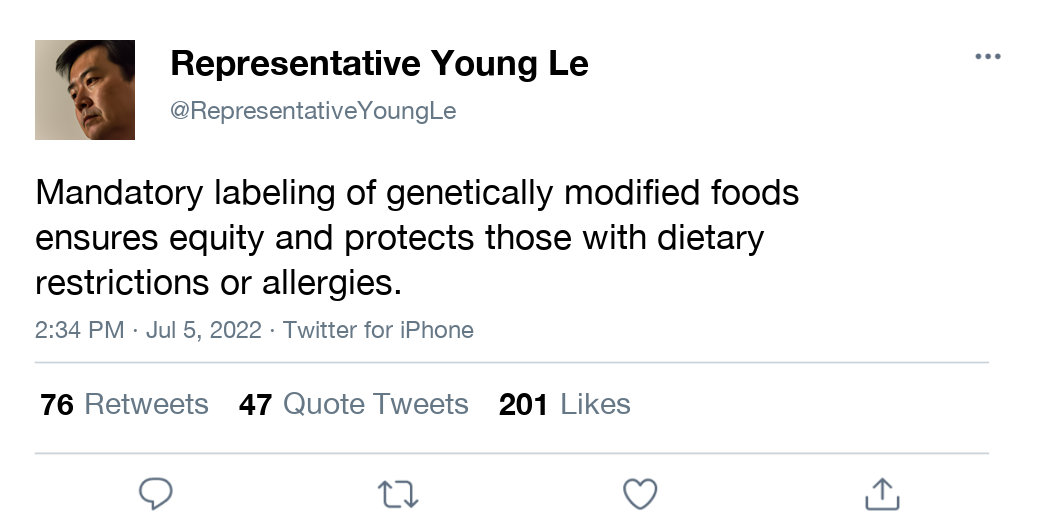 Representative Young Le
@RepresentativeYoungLe
Mandatory labeling of genetically modified foods
ensures equity and protects those with dietary
restrictions or allergies.
2:34 PM · Jul 5, 2022 · Twitter for iPhone
76 Retweets 47 Quote Tweets 201 Likes